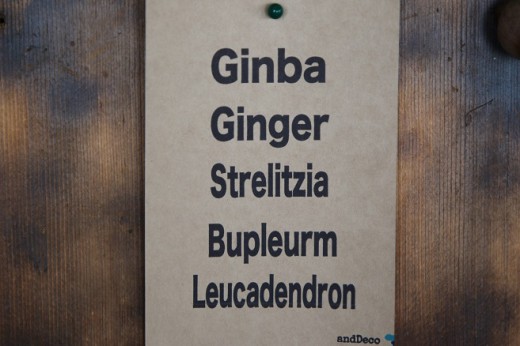 Ginba
Ginger
Strelitzia
Bupleurm
Leucadendron
andDeco